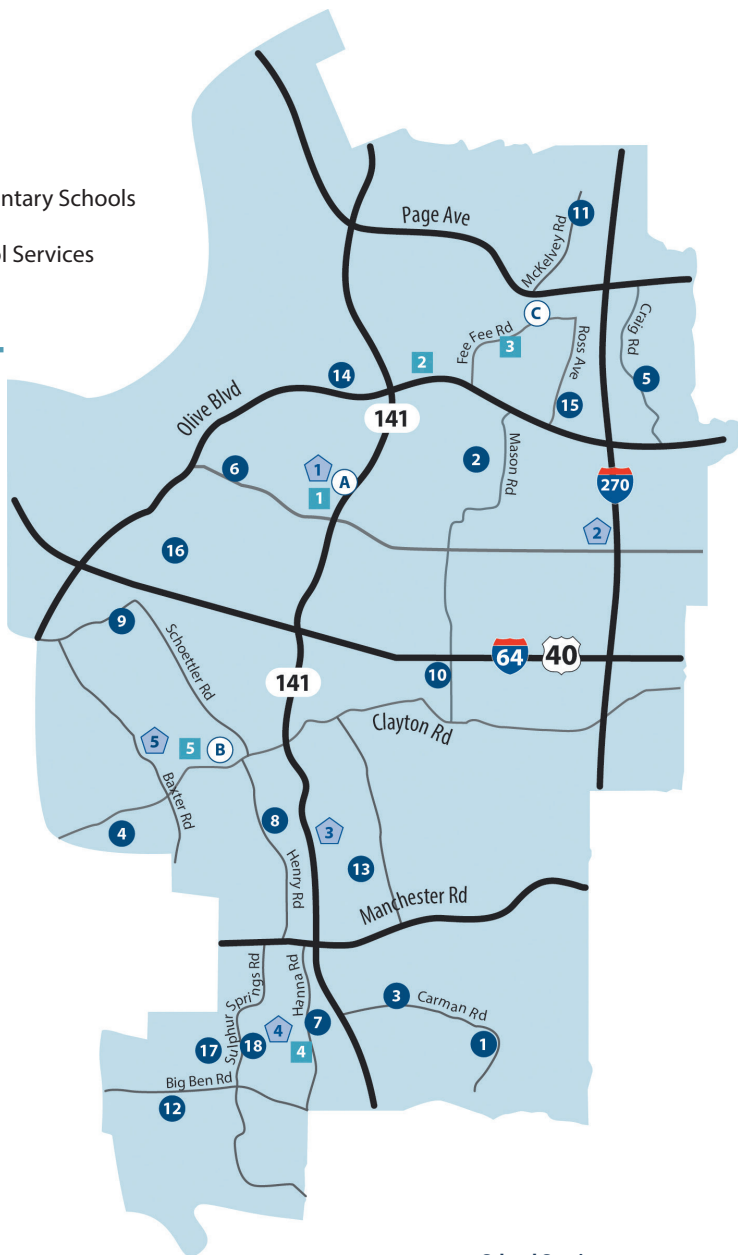 ntary Schools
ol Services
Page Ave
11
McKelvey Rd
C
Fee Fee Rd
3
Ross Ave
Craig Rd
2
14
5
15
Olive Blvd
141
6
1
A
1
2
Mason Rd
270
2
16
9
Schoettler Rd
64
40
10
141
Clayton Rd
5
5
B
Baxter Rd
4
8
3
Henry Rd
13
Manchester Rd
Sulphur Springs Rd
Hanna Rd
3
Carman Rd
1
7
4
4
17
18
Big Ben Rd
12